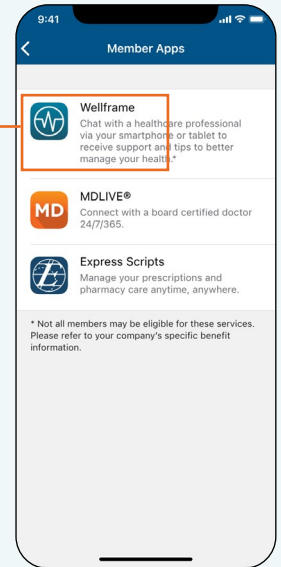 9:41
Member Apps
Wellframe
Chat with a healthcare professional
via your smartphone or tablet to
receive support and tips to better
manage your health.*
MD
MDLIVE®
Connect with a board certified doctor
24/7/365.
Express Scripts
Manage your prescriptions and
pharmacy care anytime, anywhere.
* Not all members may be eligible for these services.
Please refer to your company's specific benefit
information.